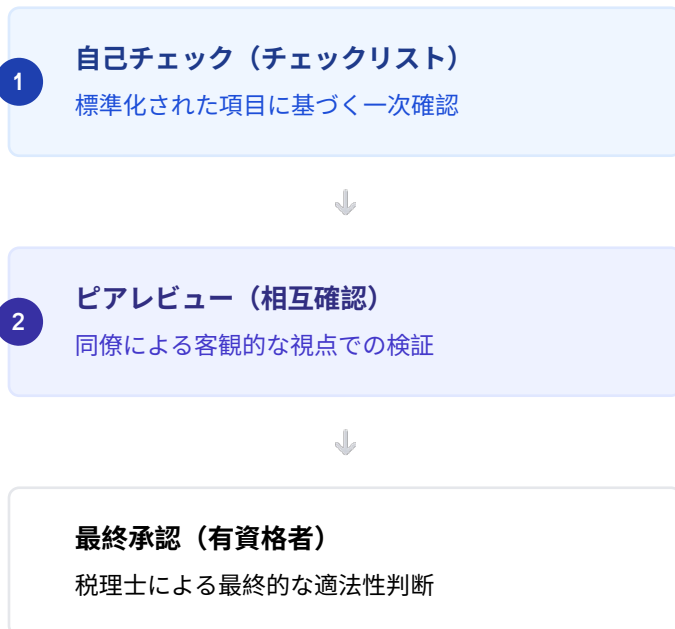 自己チェック（チェックリスト）
1
標準化された項目に基づく一次確認
ピアレビュー（相互確認）
2
同僚による客観的な視点での検証
最終承認（有資格者）
税理士による最終的な適法性判断